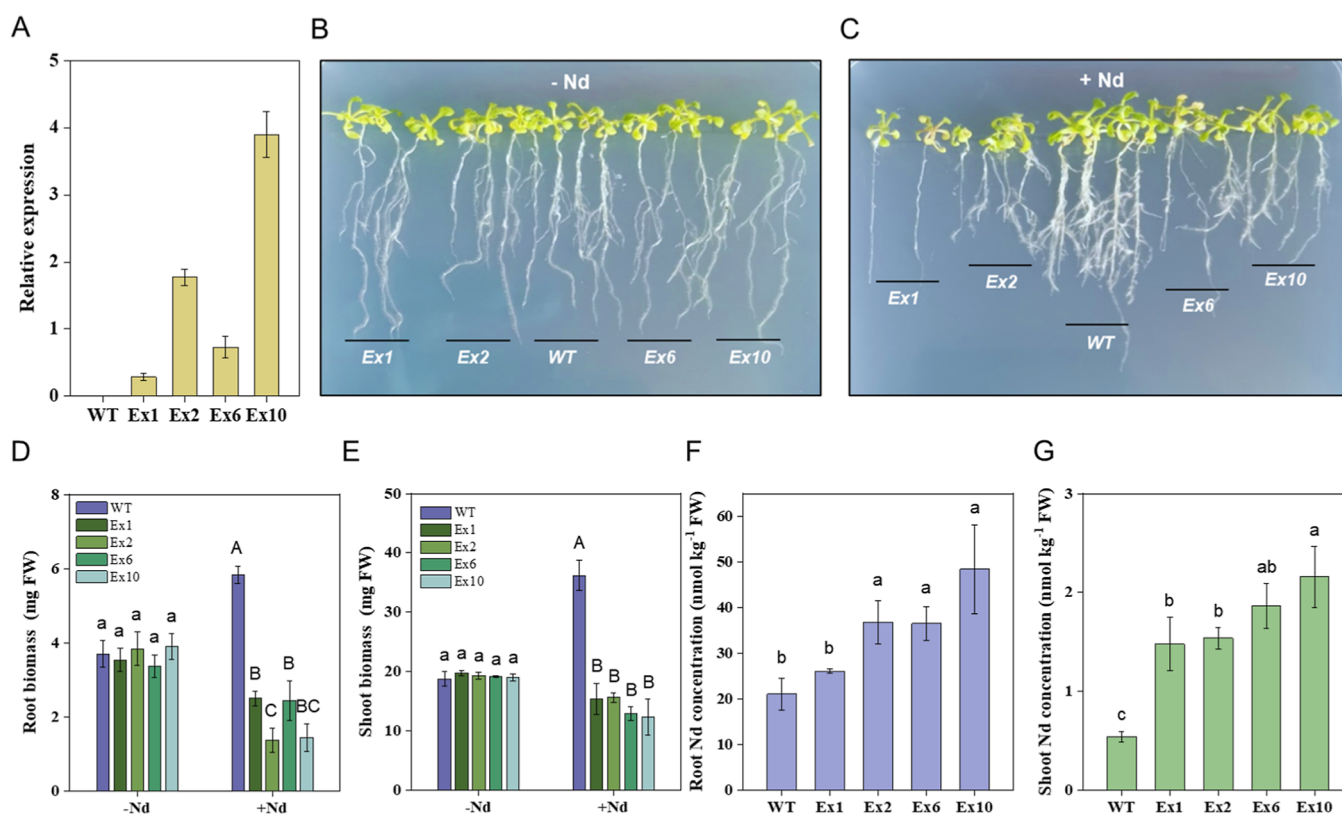 A
5
4
3
2
1
0
Relative expression
WT Ex1 Ex2 Ex6 Ex10
B
- Nd
Ex1 Ex2 WT Ex6 Ex10
C
+ Nd
Ex1 Ex2 WT Ex6 Ex10
D
8
6
4
2
0
Root biomass (mg FW)
WT
Ex1
Ex2
Ex6
Ex10
a a a a a
A B C B BC
-Nd +Nd
E
50
40
30
20
10
0
Shoot biomass (mg FW)
WT
Ex1
Ex2
Ex6
Ex10
a a a a a
A B B B B
-Nd +Nd
F
60
50
40
30
20
10
0
Root Nd concentration (nmol kg⁻¹ FW)
b b a a a
WT Ex1 Ex2 Ex6 Ex10
G
3
2
1
0
Shoot Nd concentration (nmol kg⁻¹ FW)
c b b ab a
WT Ex1 Ex2 Ex6 Ex10